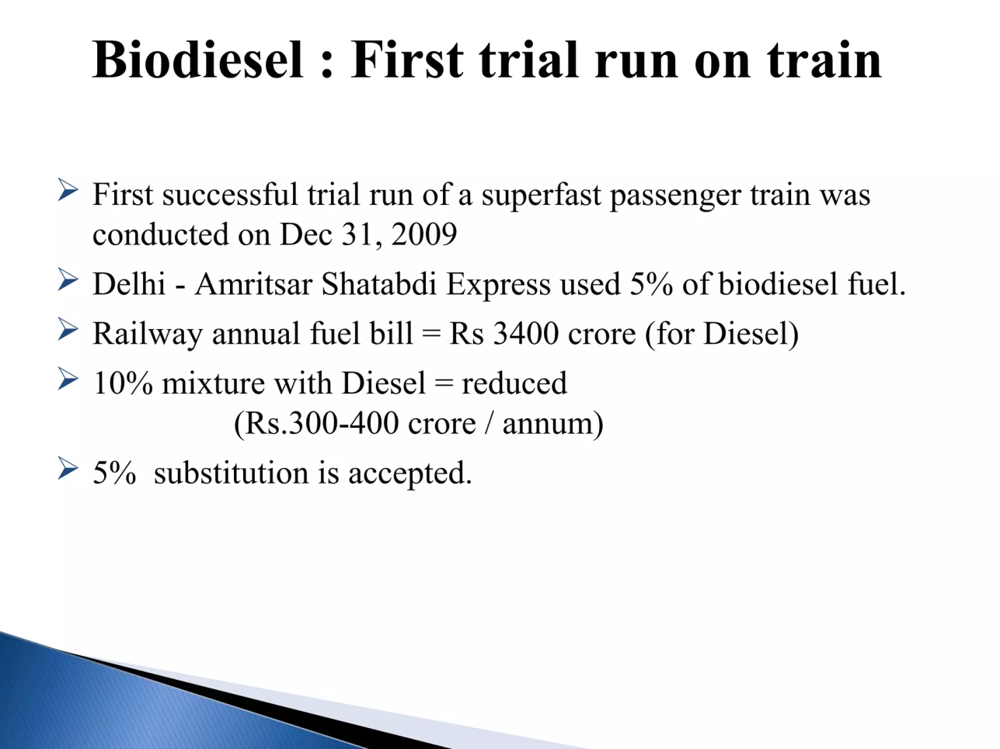 Biodiesel : First trial run on train
First successful trial run of a superfast passenger train was
conducted on Dec 31, 2009
Delhi - Amritsar Shatabdi Express used 5% of biodiesel fuel.
Railway annual fuel bill = Rs 3400 crore (for Diesel)
10% mixture with Diesel = reduced
(Rs.300-400 crore / annum)
5%  substitution is accepted.